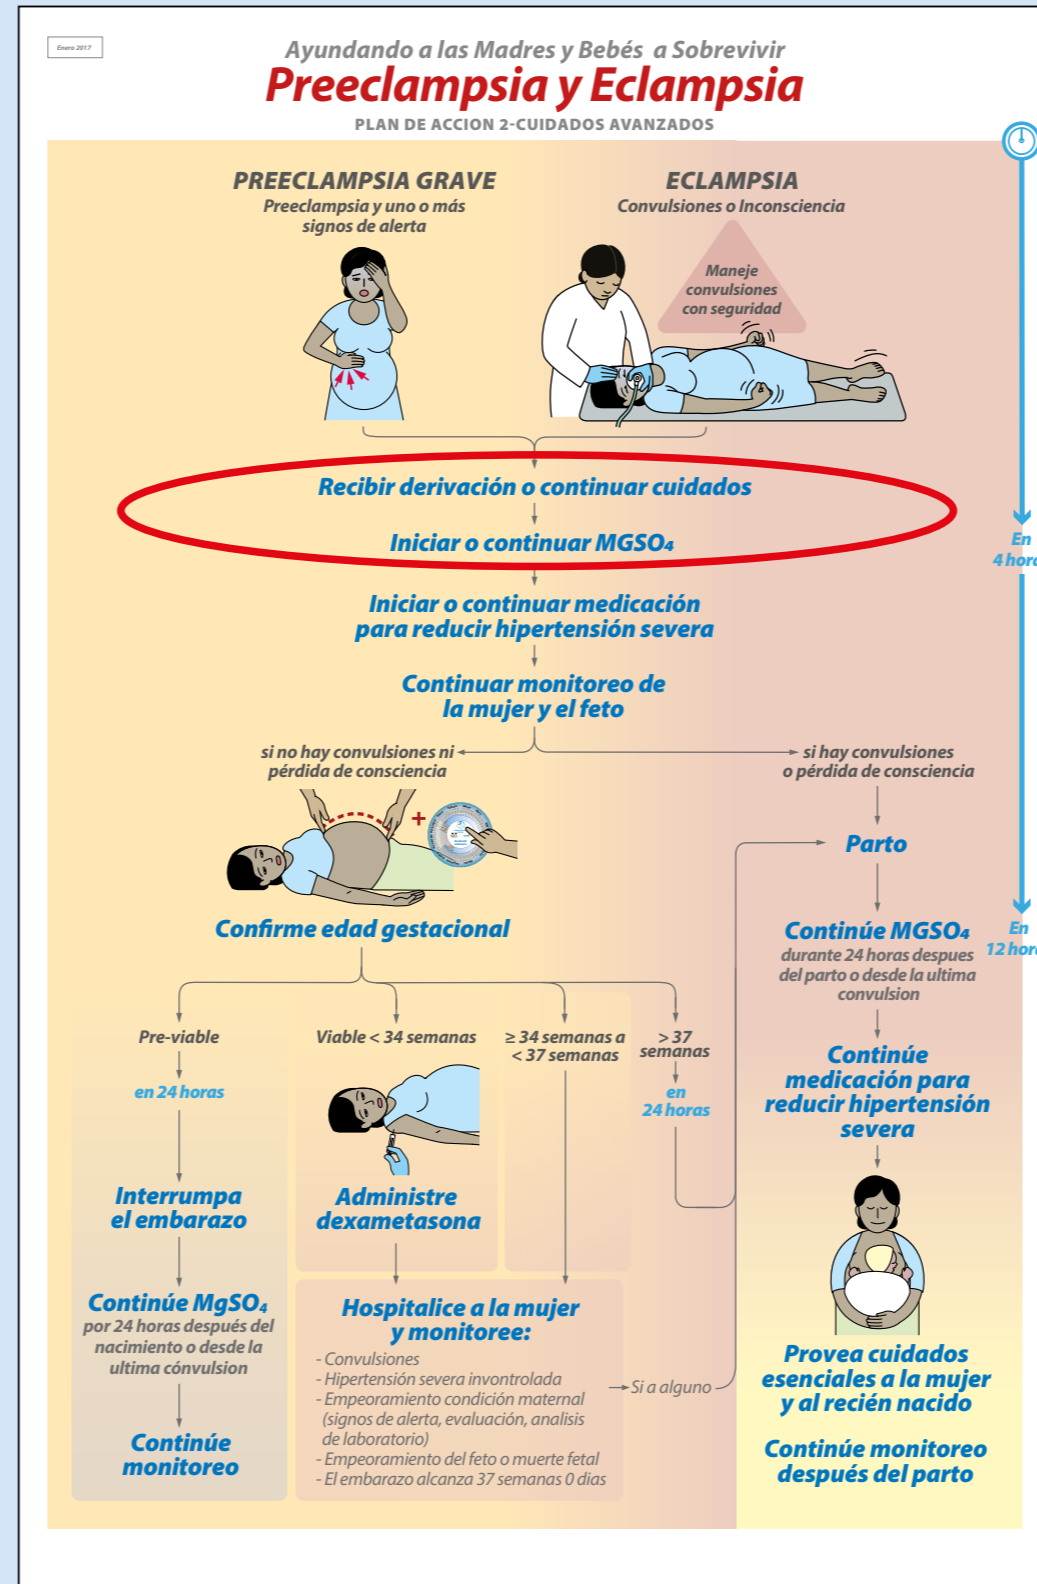 Enero 2017
Ayundando a las Madres y Bebés a Sobrevivir
Preeclampsia y Eclampsia
PLAN DE ACCION 2-CUIDADOS AVANZADOS
PREECLAMPSIA GRAVE
Preeclampsia y uno o más
signos de alerta
ECLAMPSIA
Convulsiones o Inconsciencia
Maneje
convulsiones
con seguridad
Recibir derivación o continuar cuidados
Iniciar o continuar MGSO4
En
4 hora
Iniciar o continuar medicación
para reducir hipertensión severa
Continuar monitoreo de
la mujer y el feto
si no hay convulsiones ni
pérdida de consciencia
si hay convulsiones
o pérdida de consciencia
+
Confirme edad gestacional
Parto
Continúe MGSO4
durante 24 horas despues
del parto o desde la ultima
convulsion
En
12 hora
Pre-viable
en 24 horas
Interrumpa
el embarazo
Continúe MgSO4
por 24 horas después del
nacimiento o desde la
ultima cónvulsion
Continúe
monitoreo
Viable < 34 semanas
Administre
dexametasona
≥ 34 semanas a
< 37 semanas
> 37
semanas
en
24 horas
Hospitalice a la mujer
y monitoree:
- Convulsiones
- Hipertensión severa invontrolada
- Empeoramiento condición maternal
(signos de alerta, evaluación, analisis
de laboratorio)
- Empeoramiento del feto o muerte fetal
- El embarazo alcanza 37 semanas 0 dias
Si a alguno
Continúe
medicación para
reducir hipertensión
severa
Provea cuidados
esenciales a la mujer
y al recién nacido
Continúe monitoreo
después del parto